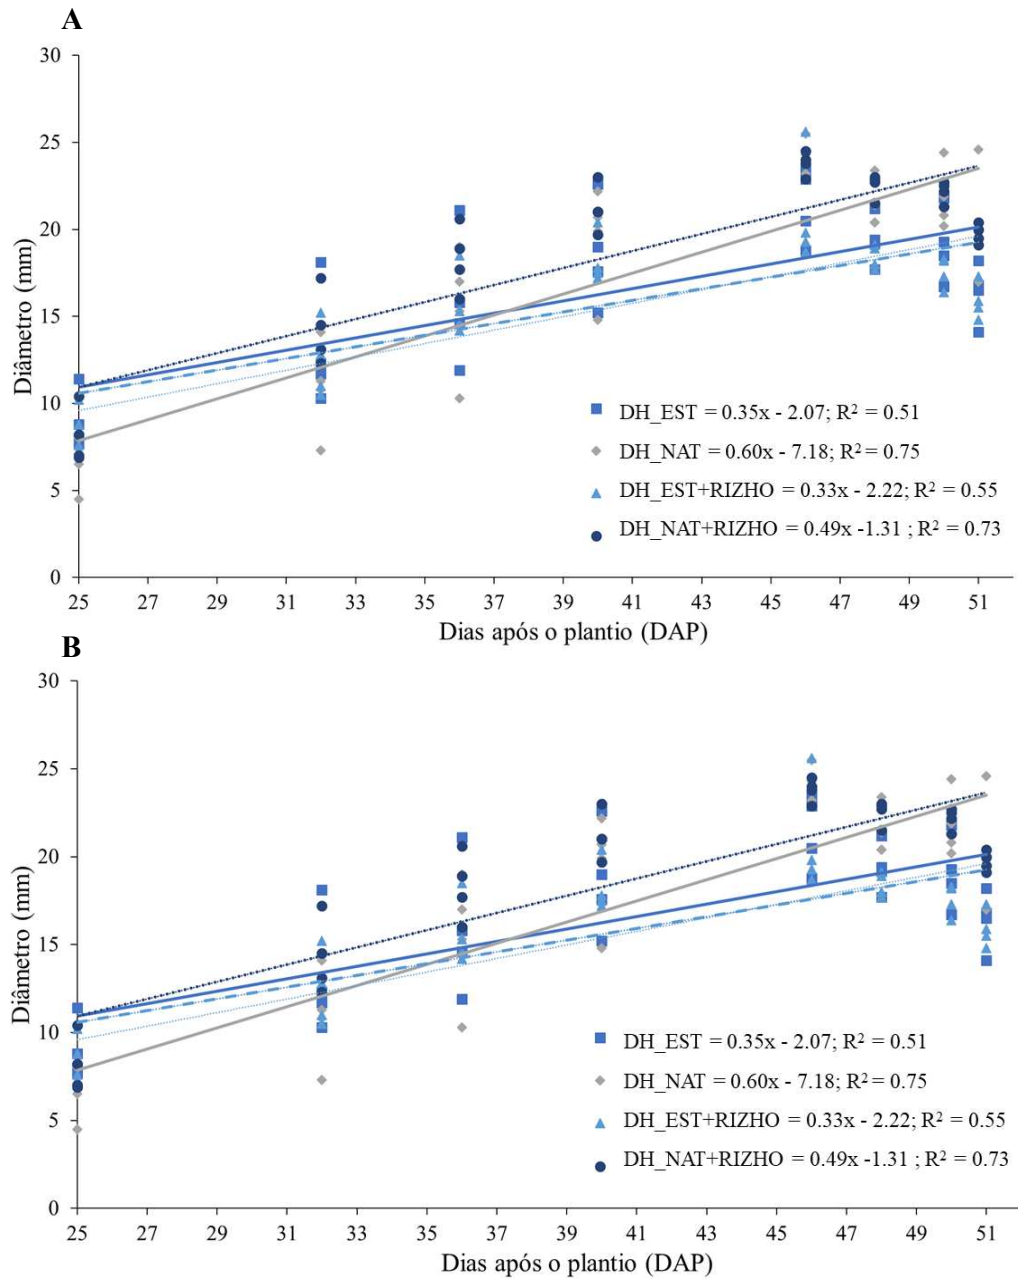 A
30
25
20
15
10
5
0
Diâmetro (mm)
DH_EST = 0.35x - 2.07; R² = 0.51
DH_NAT = 0.60x - 7.18; R² = 0.75
DH_EST+RIZHO = 0.33x - 2.22; R² = 0.55
DH_NAT+RIZHO = 0.49x -1.31 ; R² = 0.73
25 27 29 31 33 35 37 39 41 43 45 47 49 51
Dias após o plantio (DAP)
B
30
25
20
15
10
5
0
Diâmetro (mm)
DH_EST = 0.35x - 2.07; R² = 0.51
DH_NAT = 0.60x - 7.18; R² = 0.75
DH_EST+RIZHO = 0.33x - 2.22; R² = 0.55
DH_NAT+RIZHO = 0.49x -1.31 ; R² = 0.73
25 27 29 31 33 35 37 39 41 43 45 47 49 51
Dias após o plantio (DAP)